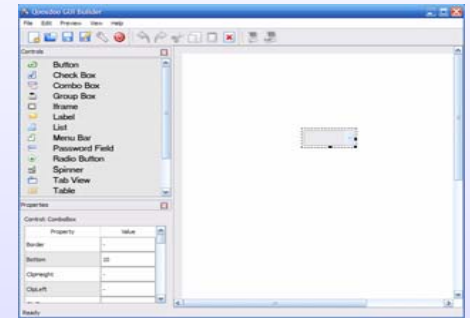 Qooxdoo GUI Builder
File Edit Preview View Help
Controls
Button
Check Box
Combo Box
Group Box
Iframe
Label
List
Menu Bar
Password Field
Radio Button
Spinner
Tab View
Table
Properties
Control: ComboBox
Property Value
Border -
Bottom 10
ClipHeight -
ClipLeft -
Ready